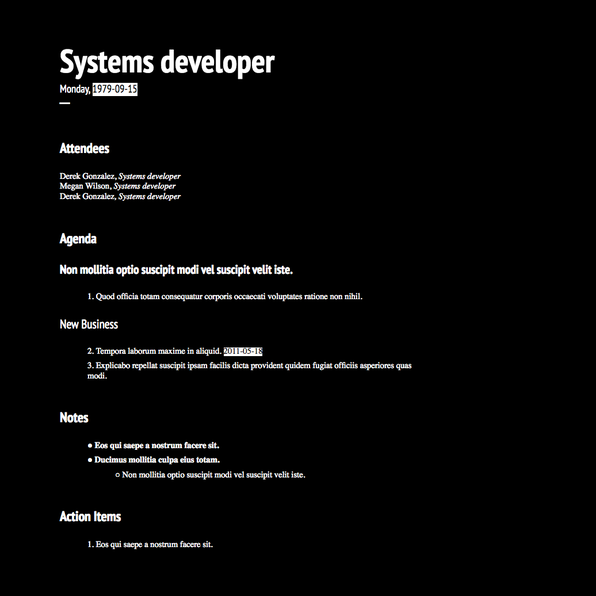 Systems developer
Monday, 1979-09-15
Attendees
Derek Gonzalez, Systems developer
Megan Wilson, Systems developer
Derek Gonzalez, Systems developer
Agenda
Non mollitia optio suscipit modi vel suscipit velit iste.
1. Quod officia totam consequatur corporis occaecati voluptates ratione non nihil.
New Business
2. Tempora laborum maxime in aliquid. 2011-05-18
3. Explicabo repellat suscipit ipsam facilis dicta provident quidem fugiat officiis asperiores quas
modi.
Notes
● Eos qui saepe a nostrum facere sit.
● Ducimus mollitia culpa eius totam.
○ Non mollitia optio suscipit modi vel suscipit velit iste.
Action Items
1. Eos qui saepe a nostrum facere sit.